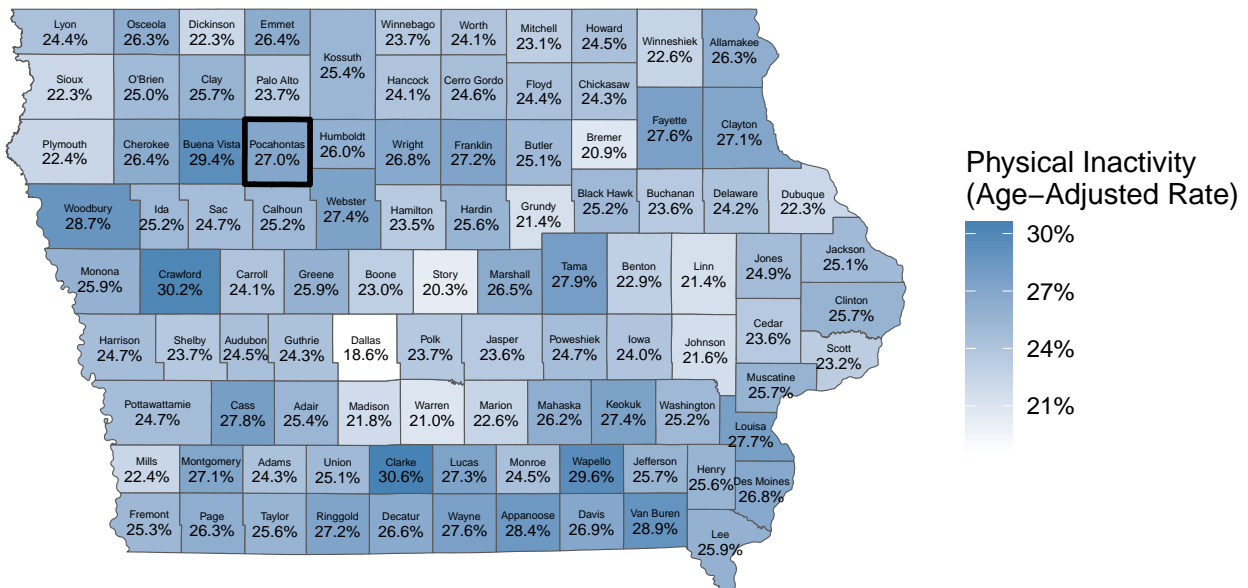 Lyon
24.4%
Osceola
26.3%
Dickinson
22.3%
Emmet
26.4%
Kossuth
25.4%
Winnebago
23.7%
Worth
24.1%
Mitchell
23.1%
Howard
24.5%
Winneshiek
22.6%
Allamakee
26.3%
Sioux
22.3%
O'Brien
25.0%
Clay
25.7%
Palo Alto
23.7%
Hancock
24.1%
Cerro Gordo
24.6%
Floyd
24.4%
Chickasaw
24.3%
Plymouth
22.4%
Cherokee
26.4%
Buena Vista
29.4%
Pocahontas
27.0%
Humboldt
26.0%
Wright
26.8%
Franklin
27.2%
Butler
25.1%
Bremer
20.9%
Fayette
27.6%
Clayton
27.1%
Woodbury
28.7%
Ida
25.2%
Sac
24.7%
Calhoun
25.2%
Webster
27.4%
Hamilton
23.5%
Hardin
25.6%
Grundy
21.4%
Black Hawk
25.2%
Buchanan
23.6%
Delaware
24.2%
Dubuque
22.3%
Monona
25.9%
Crawford
30.2%
Carroll
24.1%
Greene
25.9%
Boone
23.0%
Story
20.3%
Marshall
26.5%
Tama
27.9%
Benton
22.9%
Linn
21.4%
Jones
24.9%
Jackson
25.1%
Clinton
25.7%
Harrison
24.7%
Shelby
23.7%
Audubon
24.5%
Guthrie
24.3%
Dallas
18.6%
Polk
23.7%
Jasper
23.6%
Poweshiek
24.7%
Iowa
24.0%
Johnson
21.6%
Cedar
23.6%
Scott
23.2%
Muscatine
25.7%
Pottawattamie
24.7%
Cass
27.8%
Adair
25.4%
Madison
21.8%
Warren
21.0%
Marion
22.6%
Mahaska
26.2%
Keokuk
27.4%
Washington
25.2%
Louisa
27.7%
Mills
22.4%
Montgomery
27.1%
Adams
24.3%
Union
25.1%
Clarke
30.6%
Lucas
27.3%
Monroe
24.5%
Wapello
29.6%
Jefferson
25.7%
Henry
25.6%
Des Moines
26.8%
Fremont
25.3%
Page
26.3%
Taylor
25.6%
Ringgold
27.2%
Decatur
26.6%
Wayne
27.6%
Appanoose
28.4%
Davis
26.9%
Van Buren
28.9%
Lee
25.9%
Physical Inactivity
(Age−Adjusted Rate)
30%
27%
24%
21%